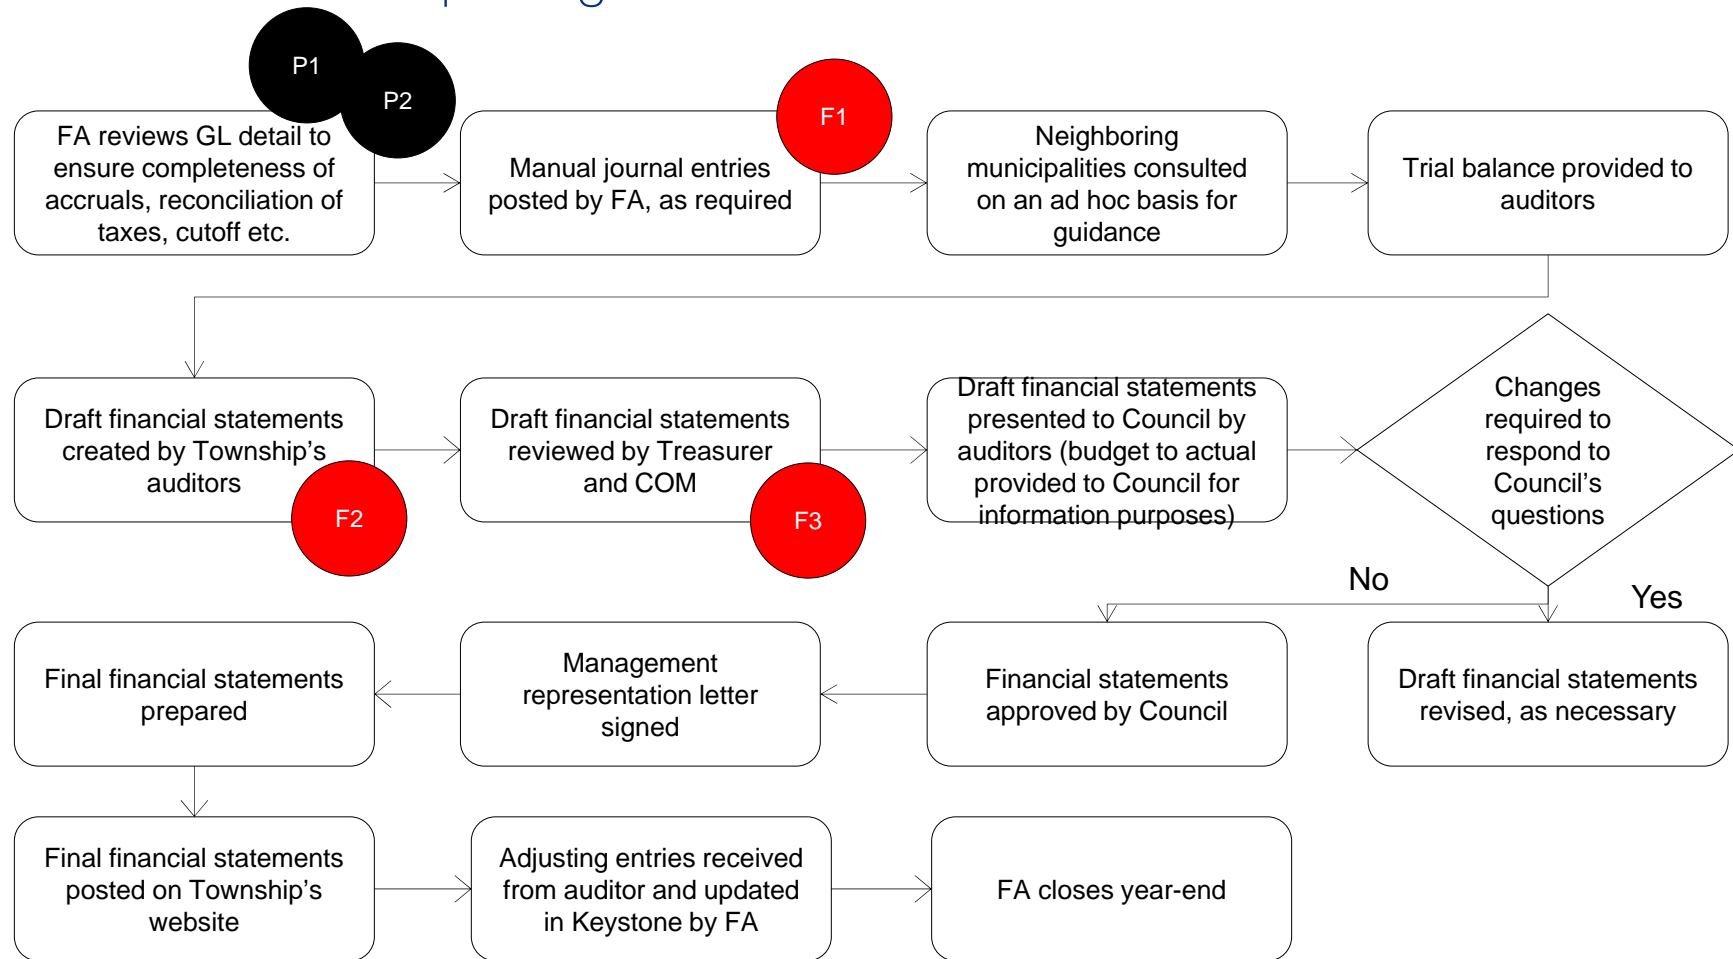 P1
P2
F1
FA reviews GL detail to
ensure completeness of
accruals, reconciliation of
taxes, cutoff etc.
Manual journal entries
posted by FA, as required
Neighboring
municipalities consulted
on an ad hoc basis for
guidance
Trial balance provided to
auditors
Draft financial statements
created by Township's
auditors
F2
Draft financial statements
reviewed by Treasurer
and COM
F3
Draft financial statements
presented to Council by
auditors (budget to actual
provided to Council for
information purposes)
Changes
required to
respond to
Council's
questions
No
Yes
Final financial statements
prepared
Management
representation letter
signed
Financial statements
approved by Council
Draft financial statements
revised, as necessary
Final financial statements
posted on Township's
website
Adjusting entries received
from auditor and updated
in Keystone by FA
FA closes year-end